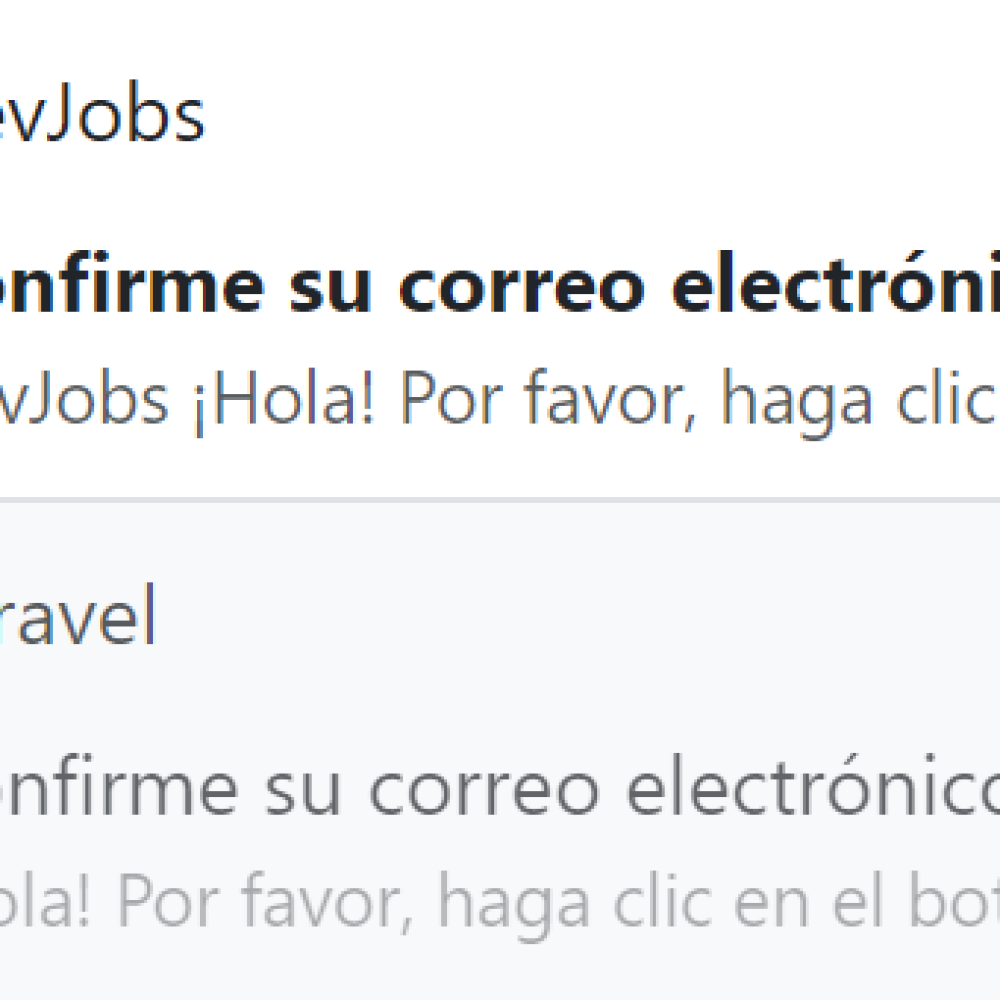 evJobs
onfirme su correo electróni
vJobs ¡Hola! Por favor, haga clic
ravel
onfirme su correo electrónico
ola! Por favor, haga clic en el bot